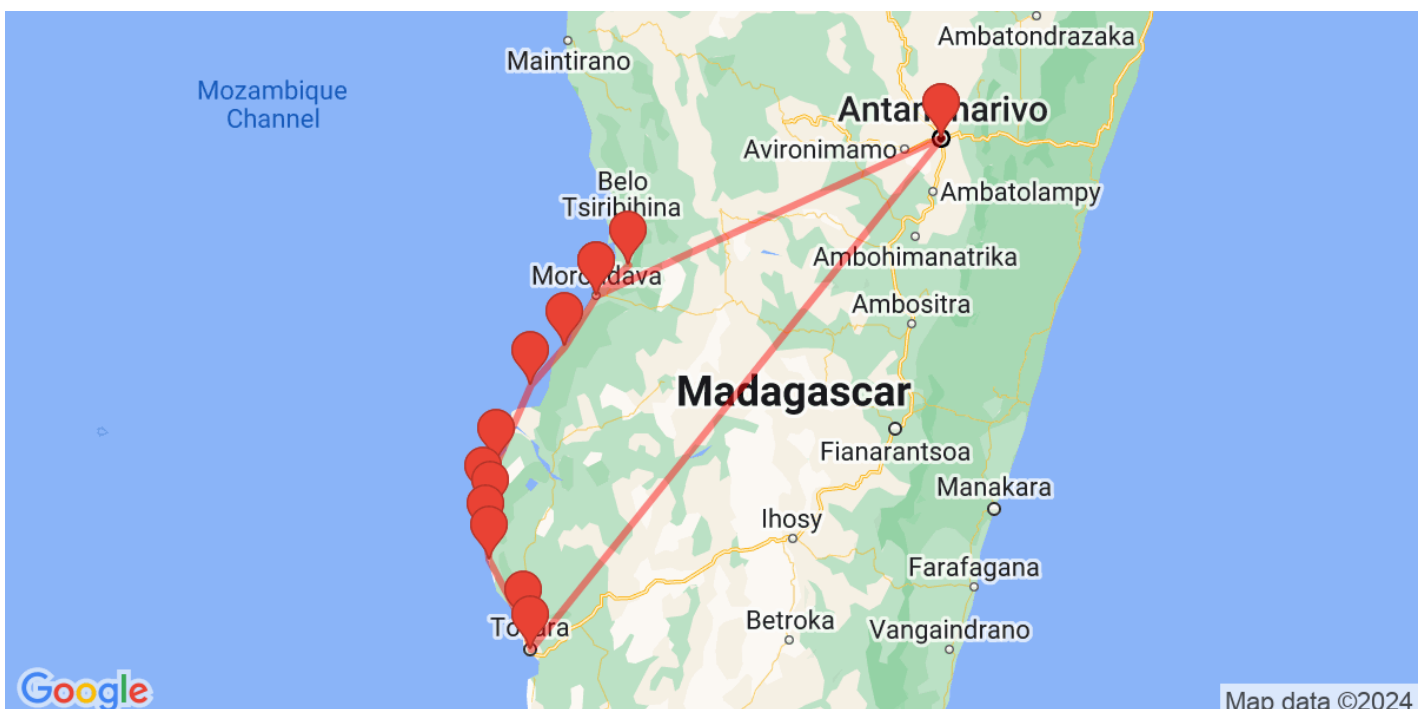 Ambatondrazaka
Maintirano
Mozambique
Channel
Antananarivo
Avironimamo
Belo
Tsiribihina
Ambatolampy
Ambohimanatrika
Morondava
Ambositra
Madagascar
Fianarantsoa
Manakara
Ihosy
Farafagana
Betroka
Toliara
Vangaindrano
Google
Map data ©2024